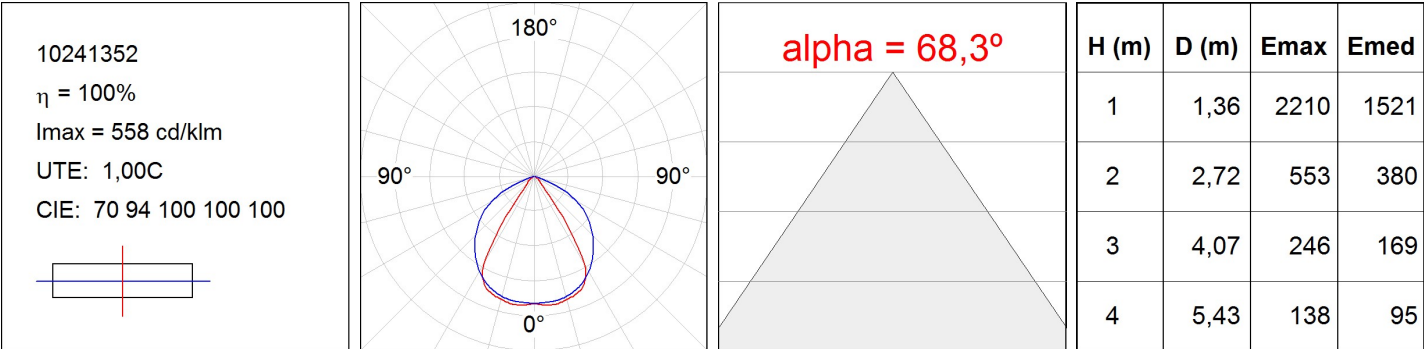 10241352
η = 100%
Imax = 558 cd/klm
UTE: 1,00C
CIE: 70 94 100 100 100
180°
90° 90°
0°
alpha = 68,3º
H (m) D (m) Emax Emed
1 1,36 2210 1521
2 2,72 553 380
3 4,07 246 169
4 5,43 138 95